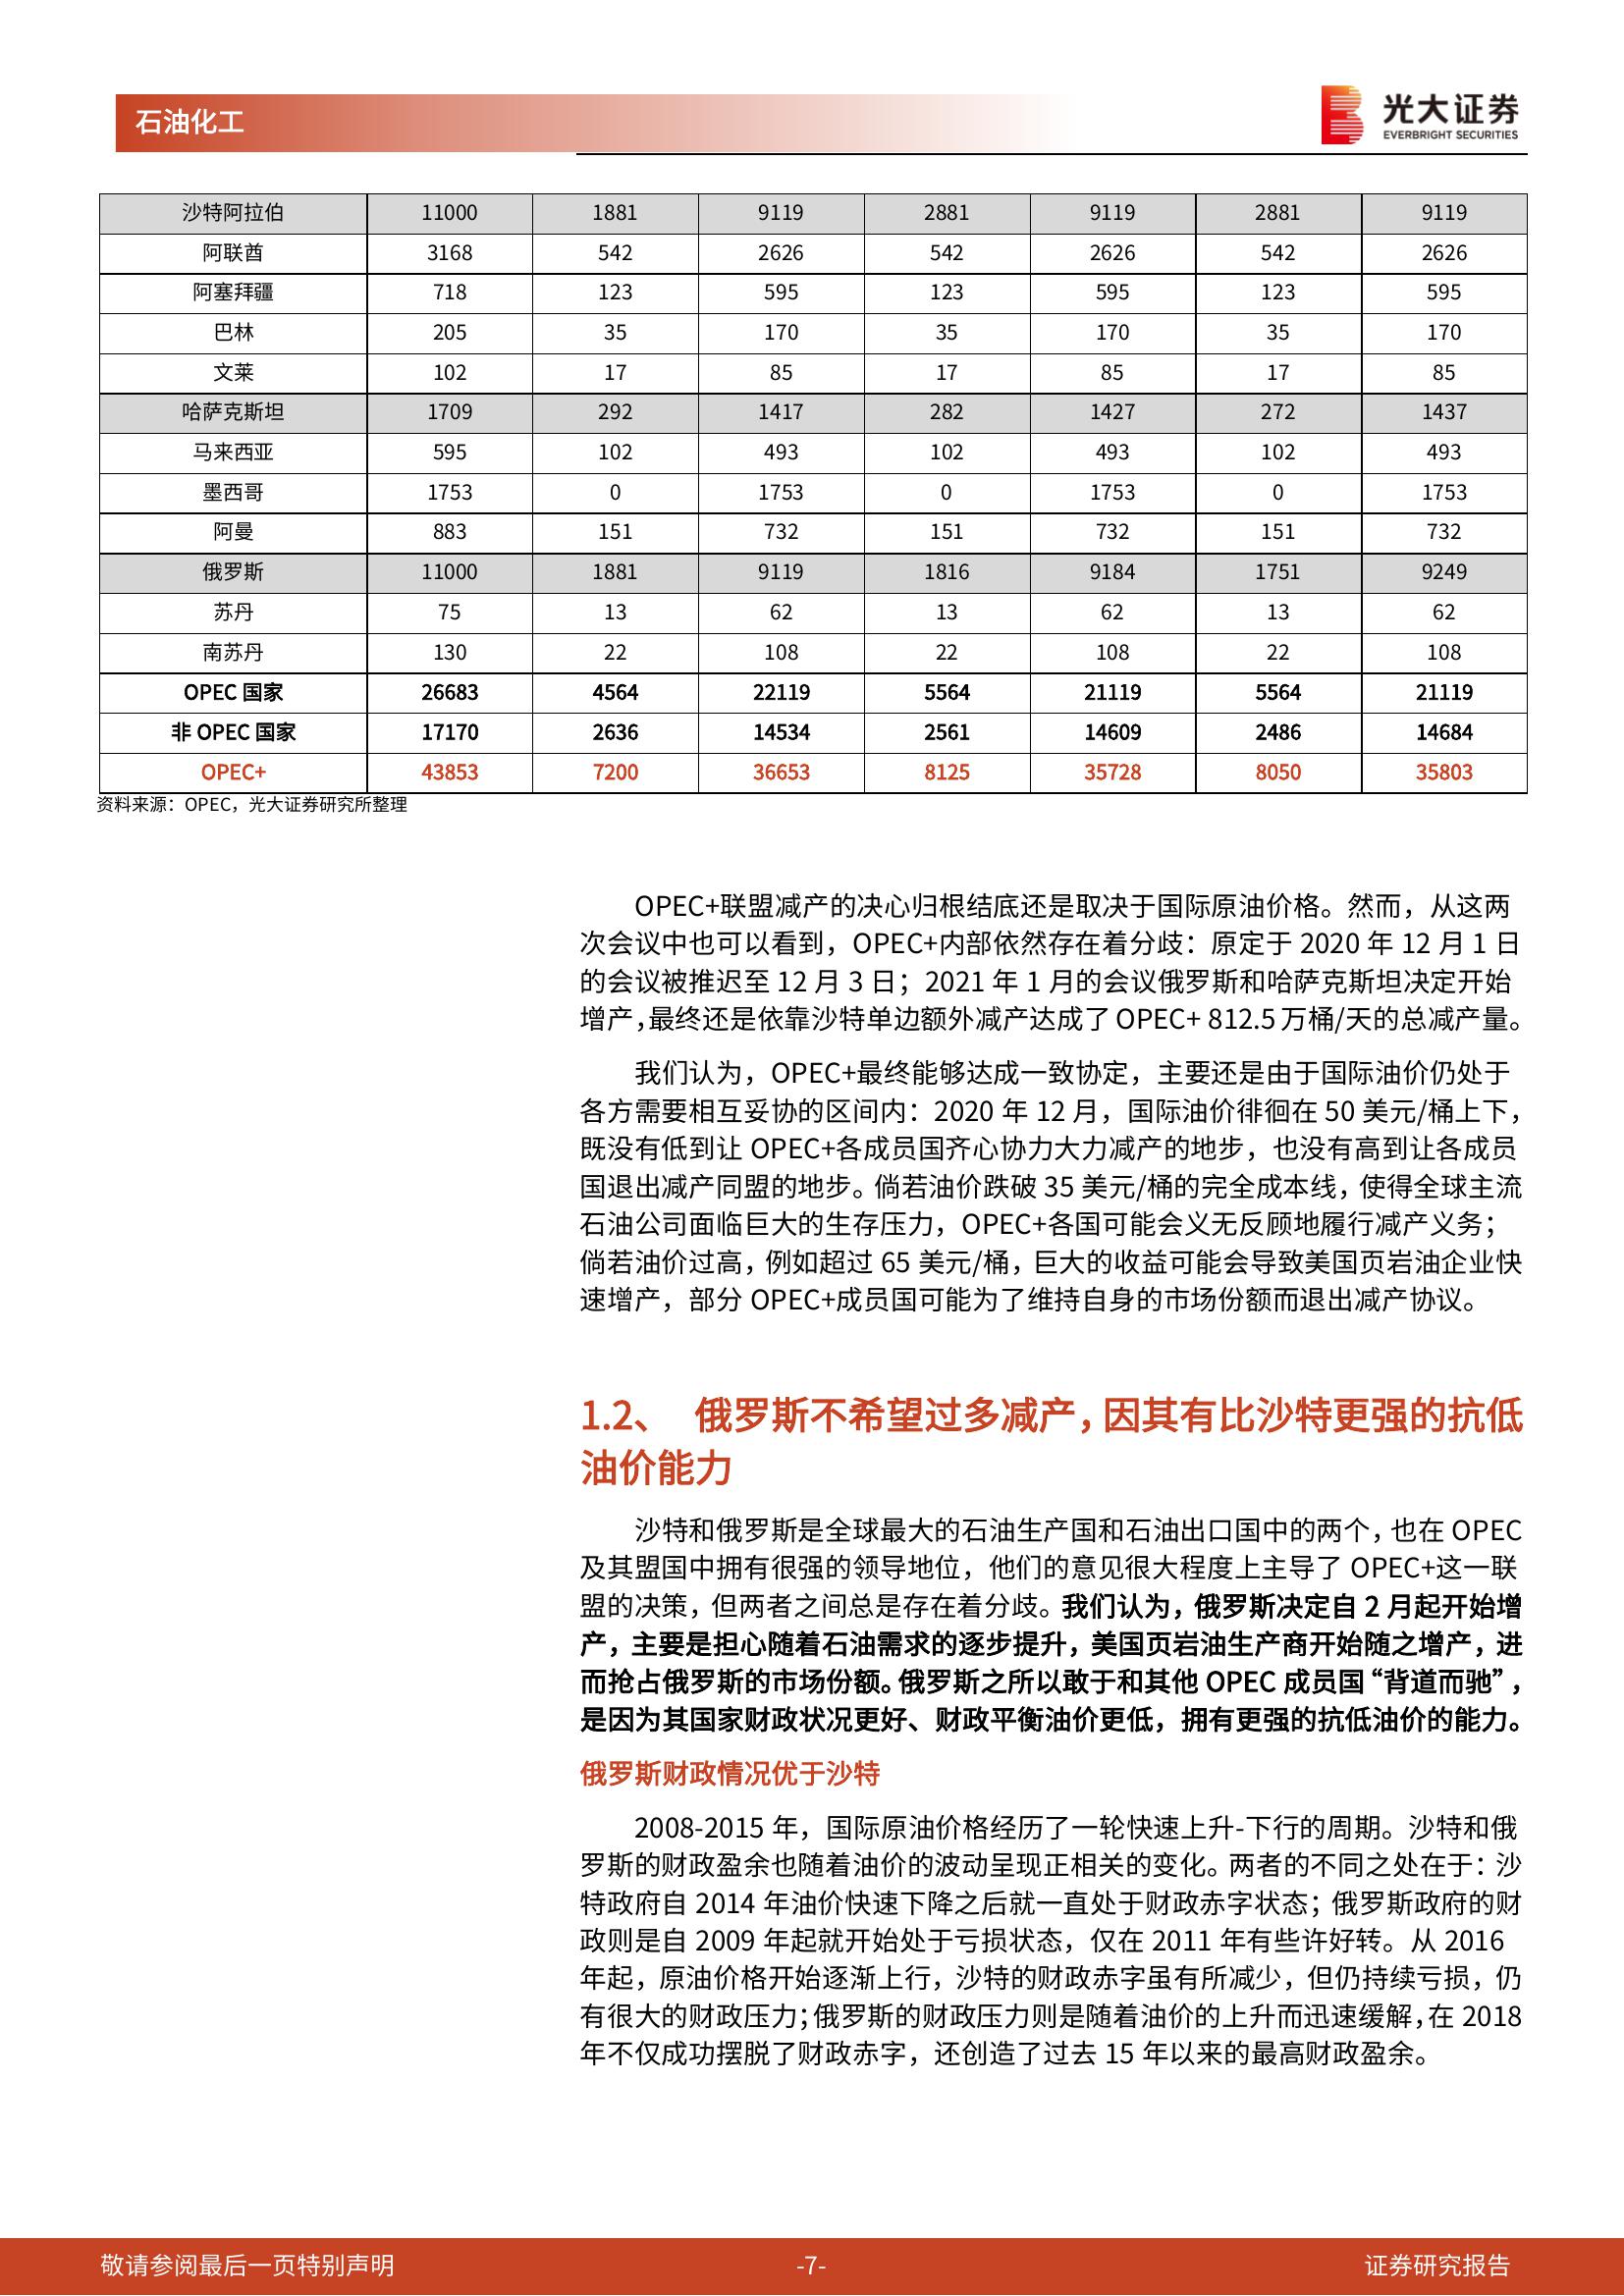 石油化工
光大证券
EVERBRIGHT SECURITIES
沙特阿拉伯 11000 1881 9119 2881 9119 2881 9119
阿联酋 3168 542 2626 542 2626 542 2626
阿塞拜疆 718 123 595 123 595 123 595
巴林 205 35 170 35 170 35 170
文莱 102 17 85 17 85 17 85
哈萨克斯坦 1709 292 1417 282 1427 272 1437
马来西亚 595 102 493 102 493 102 493
墨西哥 1753 0 1753 0 1753 0 1753
阿曼 883 151 732 151 732 151 732
俄罗斯 11000 1881 9119 1816 9184 1751 9249
苏丹 75 13 62 13 62 13 62
南苏丹 130 22 108 22 108 22 108
OPEC 国家 26683 4564 22119 5564 21119 5564 21119
非 OPEC 国家 17170 2636 14534 2561 14609 2486 14684
OPEC+ 43853 7200 36653 8125 35728 8050 35803
资料来源：OPEC，光大证券研究所整理
OPEC+联盟减产的决心归根结底还是取决于国际原油价格。然而，从这两
次会议中也可以看到，OPEC+内部依然存在着分歧：原定于 2020 年 12 月 1 日
的会议被推迟至 12 月 3 日；2021 年 1 月的会议俄罗斯和哈萨克斯坦决定开始
增产，最终还是依靠沙特单边额外减产达成了 OPEC+ 812.5 万桶/天的总减产量。
我们认为，OPEC+最终能够达成一致协定，主要还是由于国际油价仍处于
各方需要相互妥协的区间内：2020 年 12 月，国际油价徘徊在 50 美元/桶上下，
既没有低到让 OPEC+各成员国齐心协力大力减产的地步，也没有高到让各成员
国退出减产同盟的地步。倘若油价跌破 35 美元/桶的完全成本线，使得全球主流
石油公司面临巨大的生存压力，OPEC+各国可能会义无反顾地履行减产义务；
倘若油价过高，例如超过 65 美元/桶，巨大的收益可能会导致美国页岩油企业快
速增产，部分 OPEC+成员国可能为了维持自身的市场份额而退出减产协议。
1.2、 俄罗斯不希望过多减产，因其有比沙特更强的抗低
油价能力
沙特和俄罗斯是全球最大的石油生产国和石油出口国中的两个，也在 OPEC
及其盟国中拥有很强的领导地位，他们的意见很大程度上主导了 OPEC+这一联
盟的决策，但两者之间总是存在着分歧。我们认为，俄罗斯决定自 2 月起开始增
产，主要是担心随着石油需求的逐步提升，美国页岩油生产商开始随之增产，进
而抢占俄罗斯的市场份额。俄罗斯之所以敢于和其他 OPEC 成员国“背道而驰”，
是因为其国家财政状况更好、财政平衡油价更低，拥有更强的抗低油价的能力。
俄罗斯财政情况优于沙特
2008-2015 年，国际原油价格经历了一轮快速上升-下行的周期。沙特和俄
罗斯的财政盈余也随着油价的波动呈现正相关的变化。两者的不同之处在于：沙
特政府自 2014 年油价快速下降之后就一直处于财政赤字状态；俄罗斯政府的财
政则是自 2009 年起就开始处于亏损状态，仅在 2011 年有些许好转。从 2016
年起，原油价格开始逐渐上行，沙特的财政赤字虽有所减少，但仍持续亏损，仍
有很大的财政压力；俄罗斯的财政压力则是随着油价的上升而迅速缓解，在 2018
年不仅成功摆脱了财政赤字，还创造了过去 15 年以来的最高财政盈余。
敬请参阅最后一页特别声明 -7- 证券研究报告